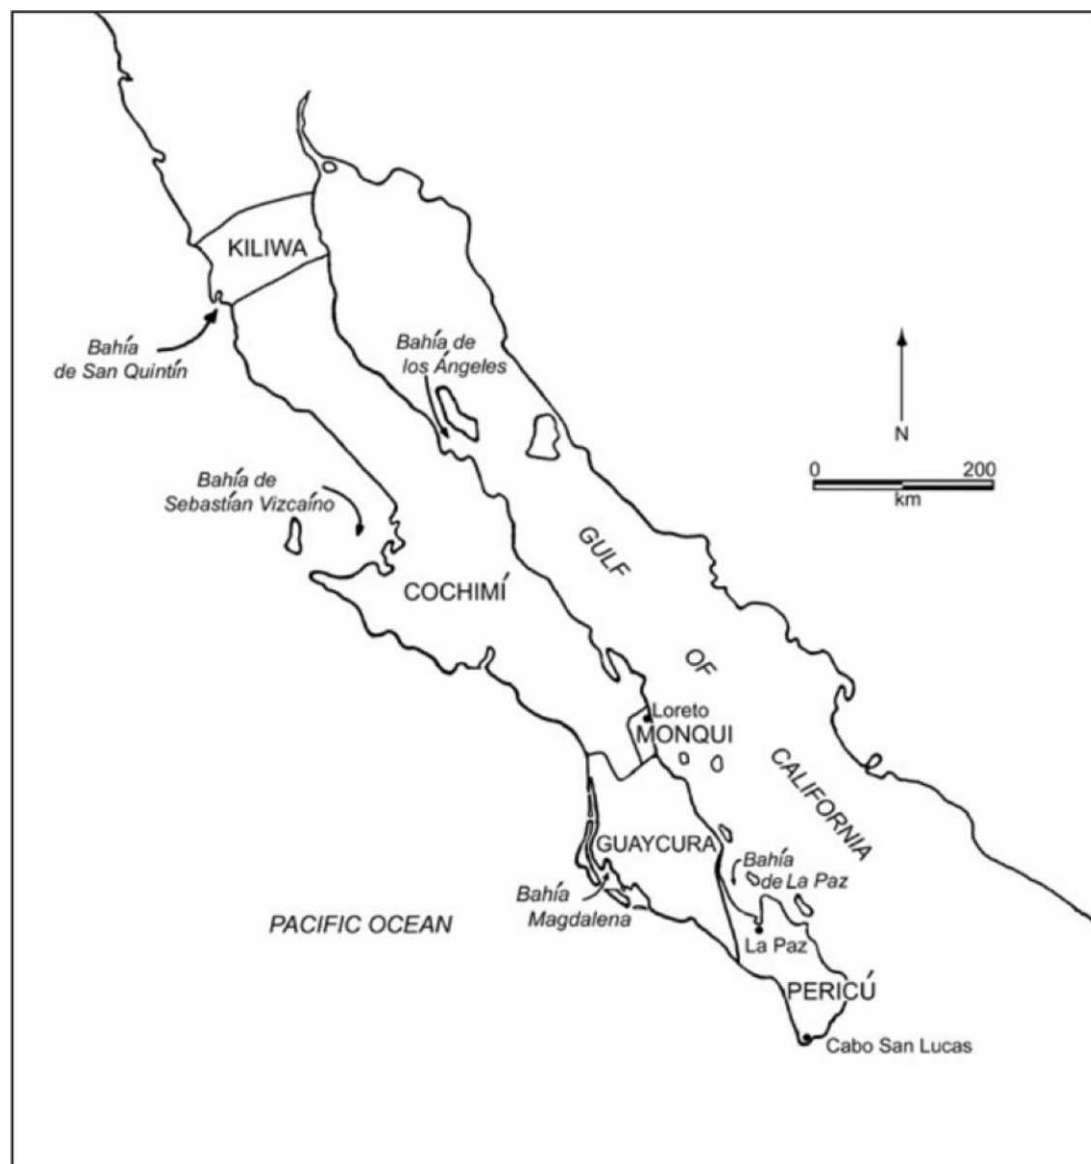 KILIWA
Bahía
de San Quintín
Bahía de
los Ángeles
N
0 200
km
Bahía de
Sebastían Vizcaíno
GULF
COCHIMÍ
OF
Loreto
MONQUI
CALIFORNIA
GUAYCURA
Bahía
de La Paz
Bahía
Magdalena
PACIFIC OCEAN
La Paz
PERICÚ
Cabo San Lucas